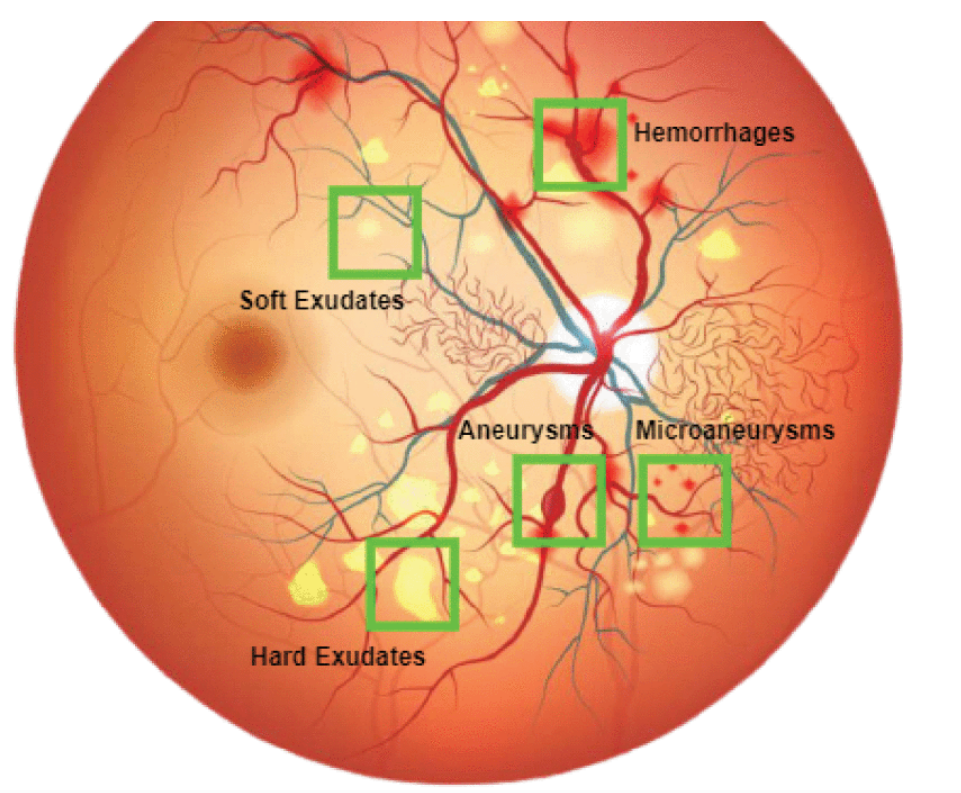 Hemorrhages
Soft Exudates
Aneurysms
Microaneurysms
Hard Exudates